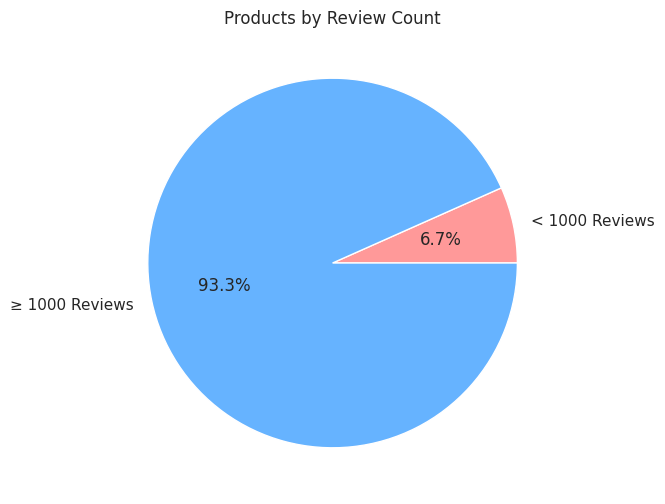 Products by Review Count
< 1000 Reviews
6.7%
93.3%
≥ 1000 Reviews